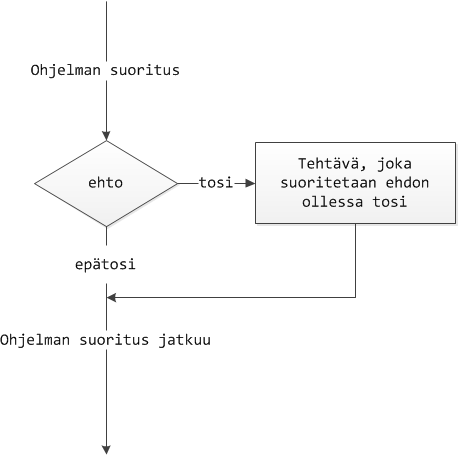 Ohjelman suoritus
ehto
tosi
Tehtävä, joka
suoritetaan ehdon
ollessa tosi
epätosi
Ohjelman suoritus jatkuu